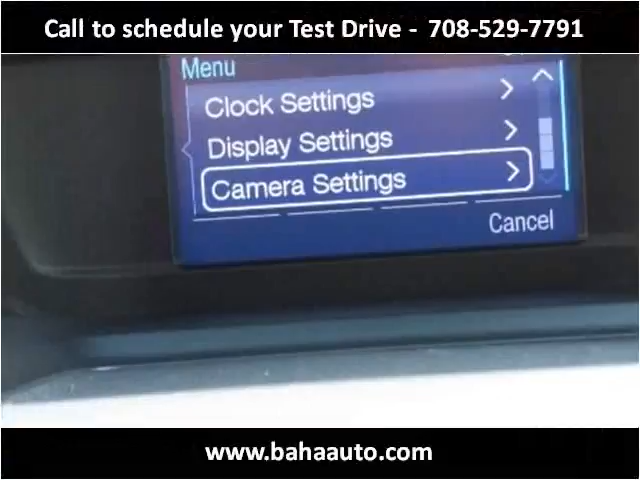 Call to schedule your Test Drive - 708-529-7791
Menu
Clock Settings
Display Settings
Camera Settings
Cancel
www.bahaauto.com